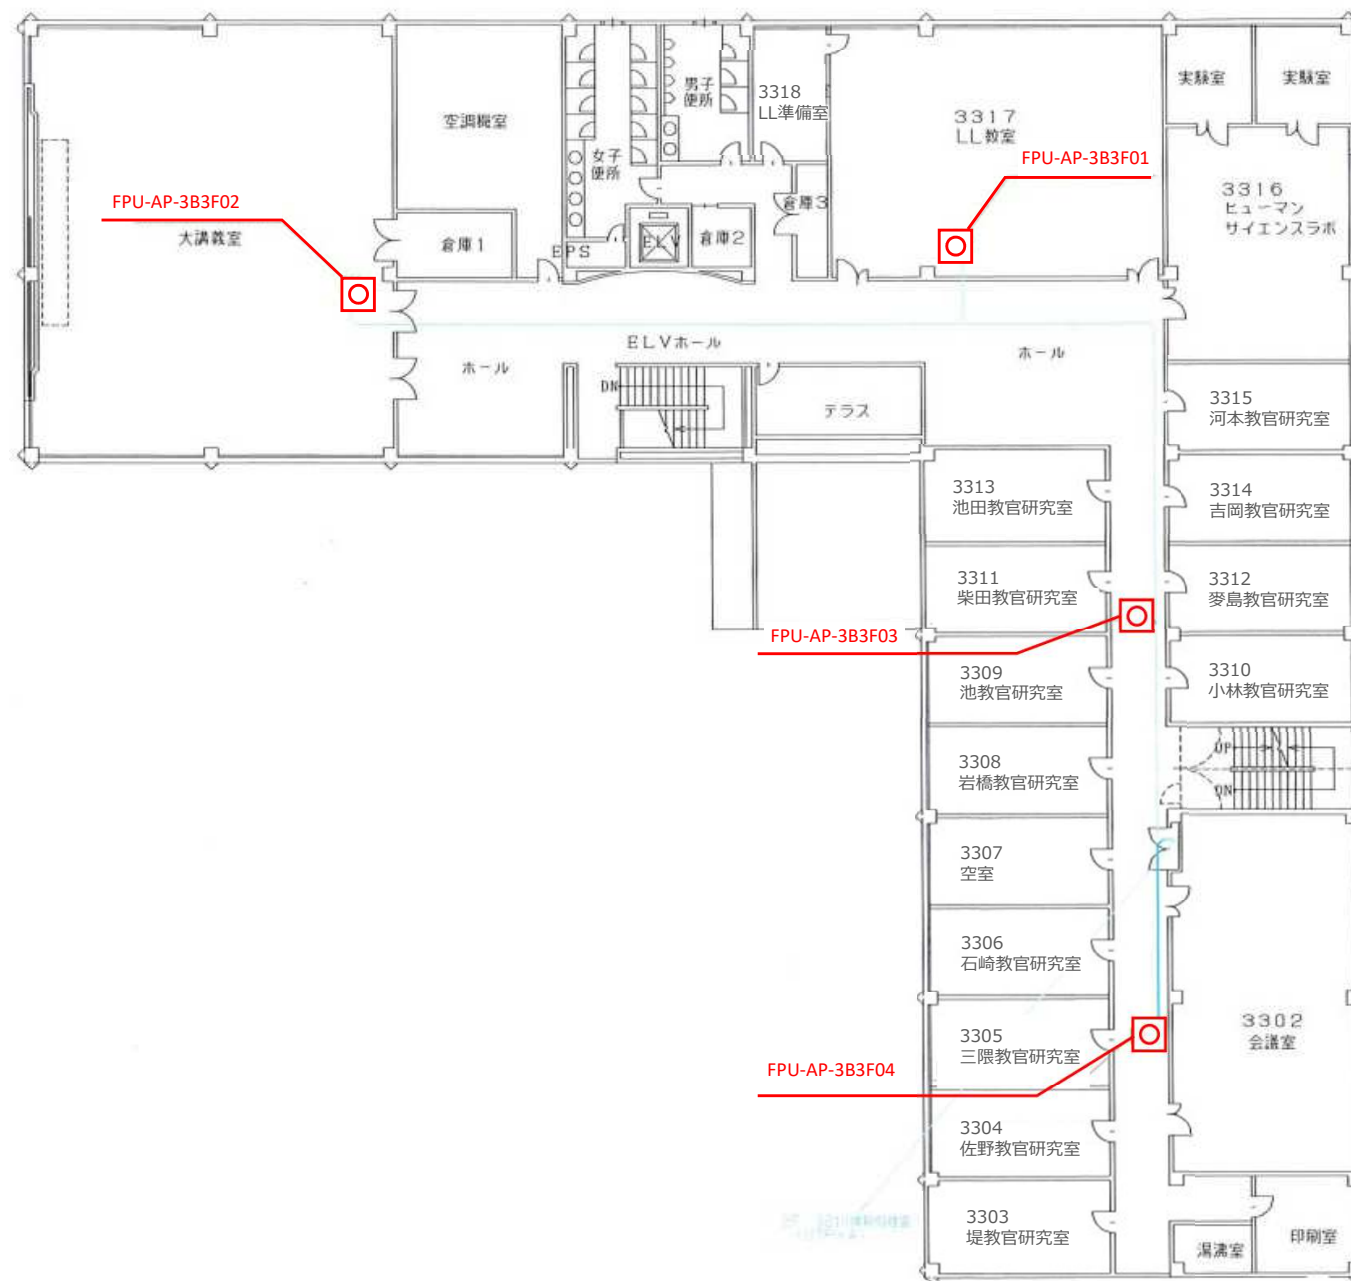 実験室
実験室
空調機室
男子
便所
3318
LL準備室
3317
LL教室
FPU-AP-3B3F01
女子
便所
3316
ヒューマン
サイエンスラボ
FPU-AP-3B3F02
大講義室
倉庫1
EPS
ELV
倉庫2
倉庫3
ELVホール
ホール
ホール
DN
テラス
3315
河本教官研究室
3313
池田教官研究室
3314
吉岡教官研究室
3311
柴田教官研究室
3312
麥島教官研究室
FPU-AP-3B3F03
3309
池教官研究室
3310
小林教官研究室
3308
岩橋教官研究室
UP
DN
3307
空室
3306
石崎教官研究室
3305
三隈教官研究室
3302
会議室
FPU-AP-3B3F04
3304
佐野教官研究室
3303
堤教官研究室
湯沸室
印刷室